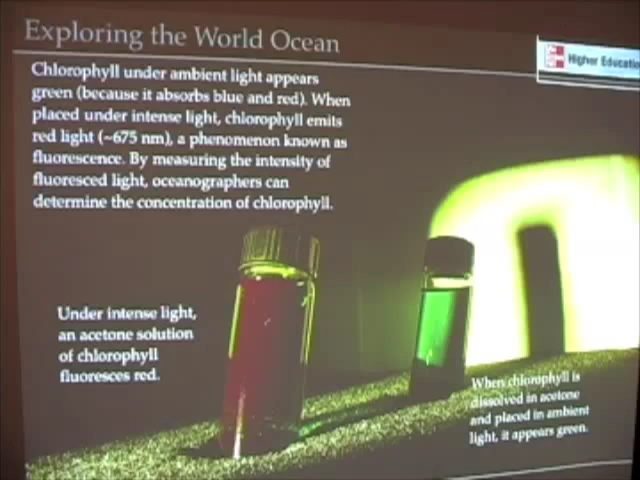 Exploring the World Ocean
Higher Education
Chlorophyll under ambient light appears
green (because it absorbs blue and red). When
placed under intense light, chlorophyll emits
red light (~675 nm), a phenomenon known as
fluorescence. By measuring the intensity of
fluoresced light, oceanographers can
determine the concentration of chlorophyll.
Under intense light,
an acetone solution
of chlorophyll
fluoresces red.
When chlorophyll is
dissolved in acetone
and placed in ambient
light, it appears green.